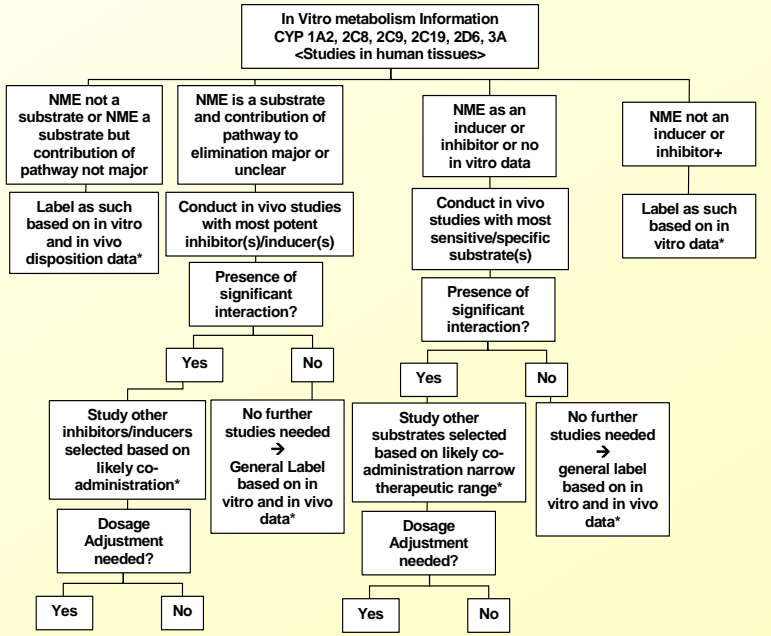 In Vitro metabolism Information
CYP 1A2, 2C8, 2C9, 2C19, 2D6, 3A
<Studies in human tissues>
NME not a
substrate or NME a
substrate but
contribution of
pathway not major
NME is a substrate
and contribution of
pathway to
elimination major or
unclear
NME as an
inducer or
inhibitor or no
in vitro data
NME not an
inducer or
inhibitor+
Label as such
based on in vitro
and in vivo
disposition data*
Conduct in vivo studies
with most potent
inhibitor(s)/inducer(s)
Conduct in vivo
studies with most
sensitive/specific
substrate(s)
Label as such
based on in
vitro data*
Presence of
significant
interaction?
Presence of
significant
interaction?
Yes
No
Yes
No
Study other
inhibitors/inducers
selected based on
likely co-
administration*
No further
studies needed
→
General Label
based on in
vitro and in vivo
data*
Study other
substrates selected
based on likely co-
administration narrow
therapeutic range*
No further
studies needed
→
general label
based on in
vitro and in vivo
data*
Dosage
Adjustment
needed?
Dosage
Adjustment
needed?
Yes
No
Yes
No